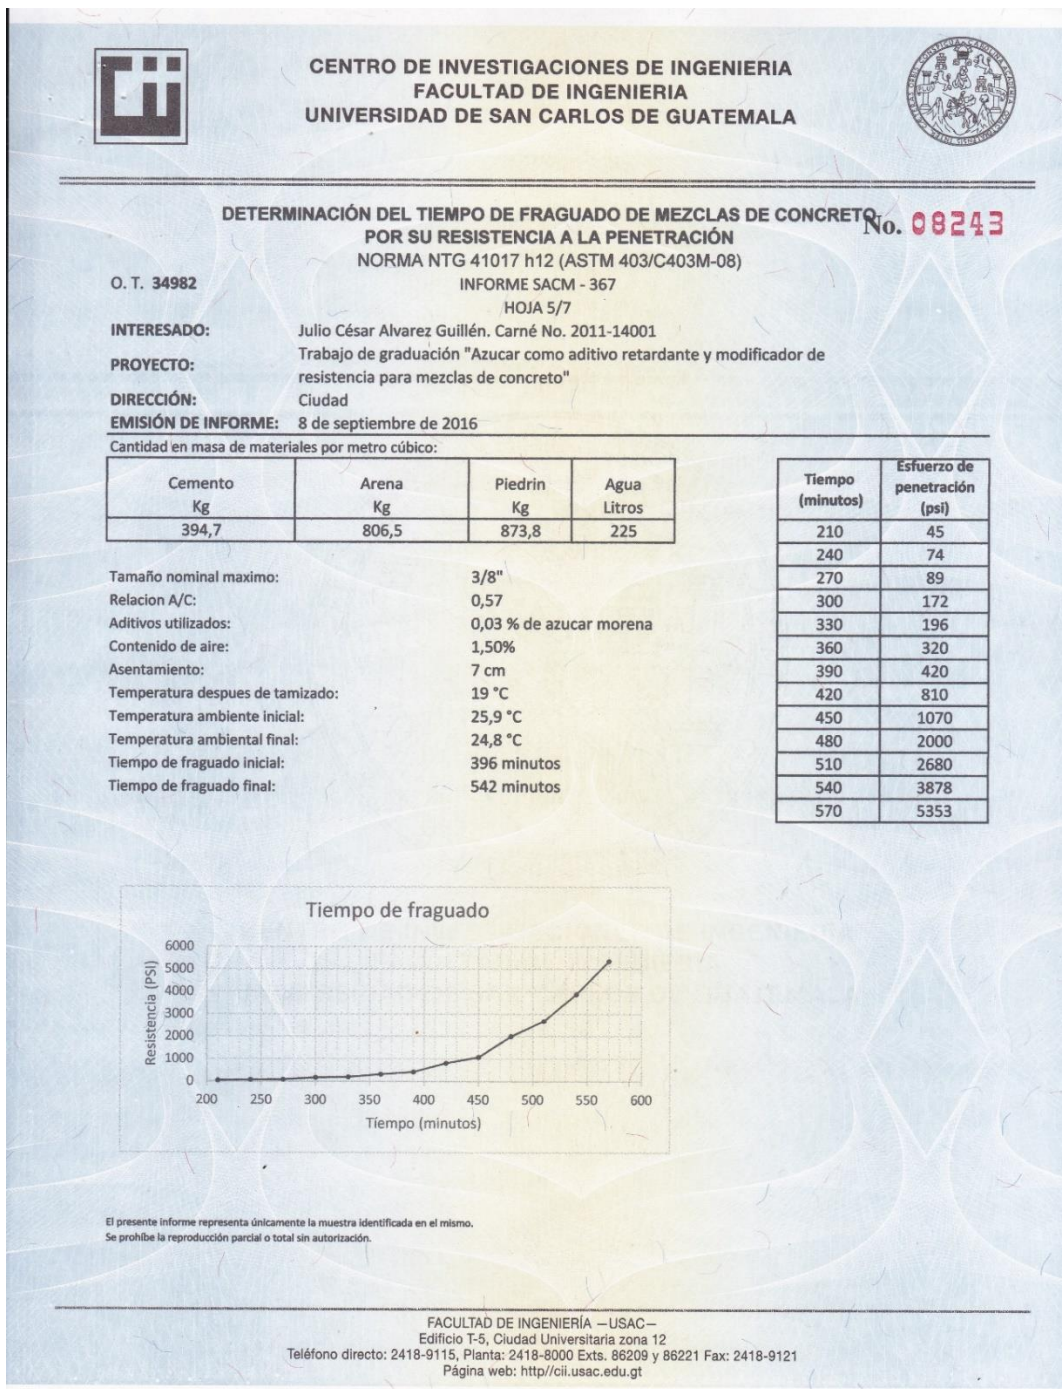 Cii
CENTRO DE INVESTIGACIONES DE INGENIERIA
FACULTAD DE INGENIERIA
UNIVERSIDAD DE SAN CARLOS DE GUATEMALA
DETERMINACIÓN DEL TIEMPO DE FRAGUADO DE MEZCLAS DE CONCRETO
No. 08243
POR SU RESISTENCIA A LA PENETRACIÓN
NORMA NTG 41017 h12 (ASTM 403/C403M-08)
O. T. 34982 INFORME SACM - 367
HOJA 5/7
INTERESADO: Julio César Alvarez Guillén. Carné No. 2011-14001
PROYECTO: Trabajo de graduación "Azucar como aditivo retardante y modificador de
resistencia para mezclas de concreto"
DIRECCIÓN: Ciudad
EMISIÓN DE INFORME: 8 de septiembre de 2016
Cantidad en masa de materiales por metro cúbico:
Cemento Arena Piedrin Agua
Kg Kg Kg Litros
394,7 806,5 873,8 225
Tamaño nominal maximo: 3/8"
Relacion A/C: 0,57
Aditivos utilizados: 0,03 % de azucar morena
Contenido de aire: 1,50%
Asentamiento: 7 cm
Temperatura despues de tamizado: 19 °C
Temperatura ambiente inicial: 25,9 °C
Temperatura ambiental final: 24,8 °C
Tiempo de fraguado inicial: 396 minutos
Tiempo de fraguado final: 542 minutos
Tiempo (minutos) Esfuerzo de penetración (psi)
210 45
240 74
270 89
300 172
330 196
360 320
390 420
420 810
450 1070
480 2000
510 2680
540 3878
570 5353
Tiempo de fraguado
Resistencia (PSI)
6000
5000
4000
3000
2000
1000
0
200 250 300 350 400 450 500 550 600
Tiempo (minutos)
El presente informe representa únicamente la muestra identificada en el mismo.
Se prohíbe la reproducción parcial o total sin autorización.
FACULTAD DE INGENIERÍA —USAC—
Edificio T-5, Ciudad Universitaria zona 12
Teléfono directo: 2418-9115, Planta: 2418-8000 Exts. 86209 y 86221 Fax: 2418-9121
Página web: http//cii.usac.edu.gt